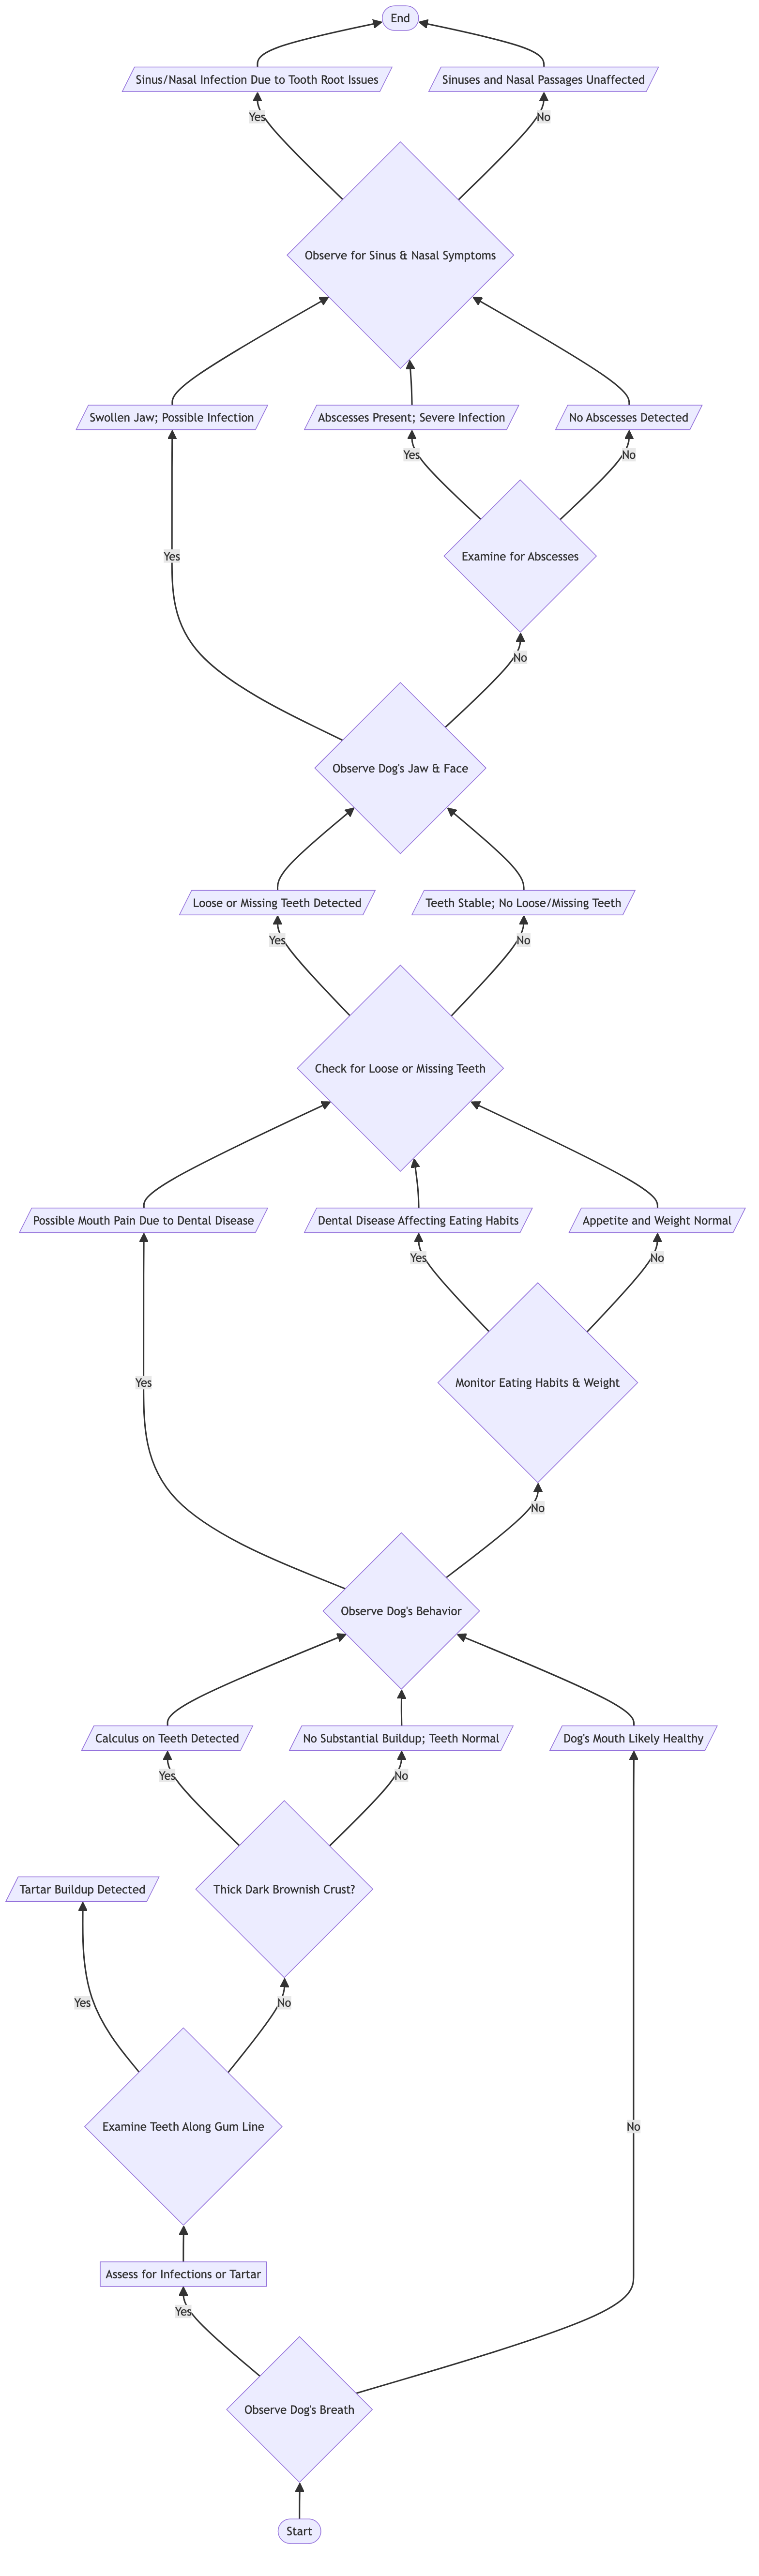 End
Sinus/Nasal Infection Due to Tooth Root Issues
Sinuses and Nasal Passages Unaffected
Yes
No
Observe for Sinus & Nasal Symptoms
Swollen Jaw; Possible Infection
Abscesses Present; Severe Infection
No Abscesses Detected
Yes
No
Yes
Examine for Abscesses
No
Observe Dog's Jaw & Face
Loose or Missing Teeth Detected
Teeth Stable; No Loose/Missing Teeth
Yes
No
Check for Loose or Missing Teeth
Possible Mouth Pain Due to Dental Disease
Dental Disease Affecting Eating Habits
Appetite and Weight Normal
Yes
No
Yes
Monitor Eating Habits & Weight
No
Observe Dog's Behavior
Calculus on Teeth Detected
No Substantial Buildup; Teeth Normal
Dog's Mouth Likely Healthy
Yes
No
Tartar Buildup Detected
Thick Dark Brownish Crust?
Yes
No
Examine Teeth Along Gum Line
No
Assess for Infections or Tartar
Yes
Observe Dog's Breath
Start